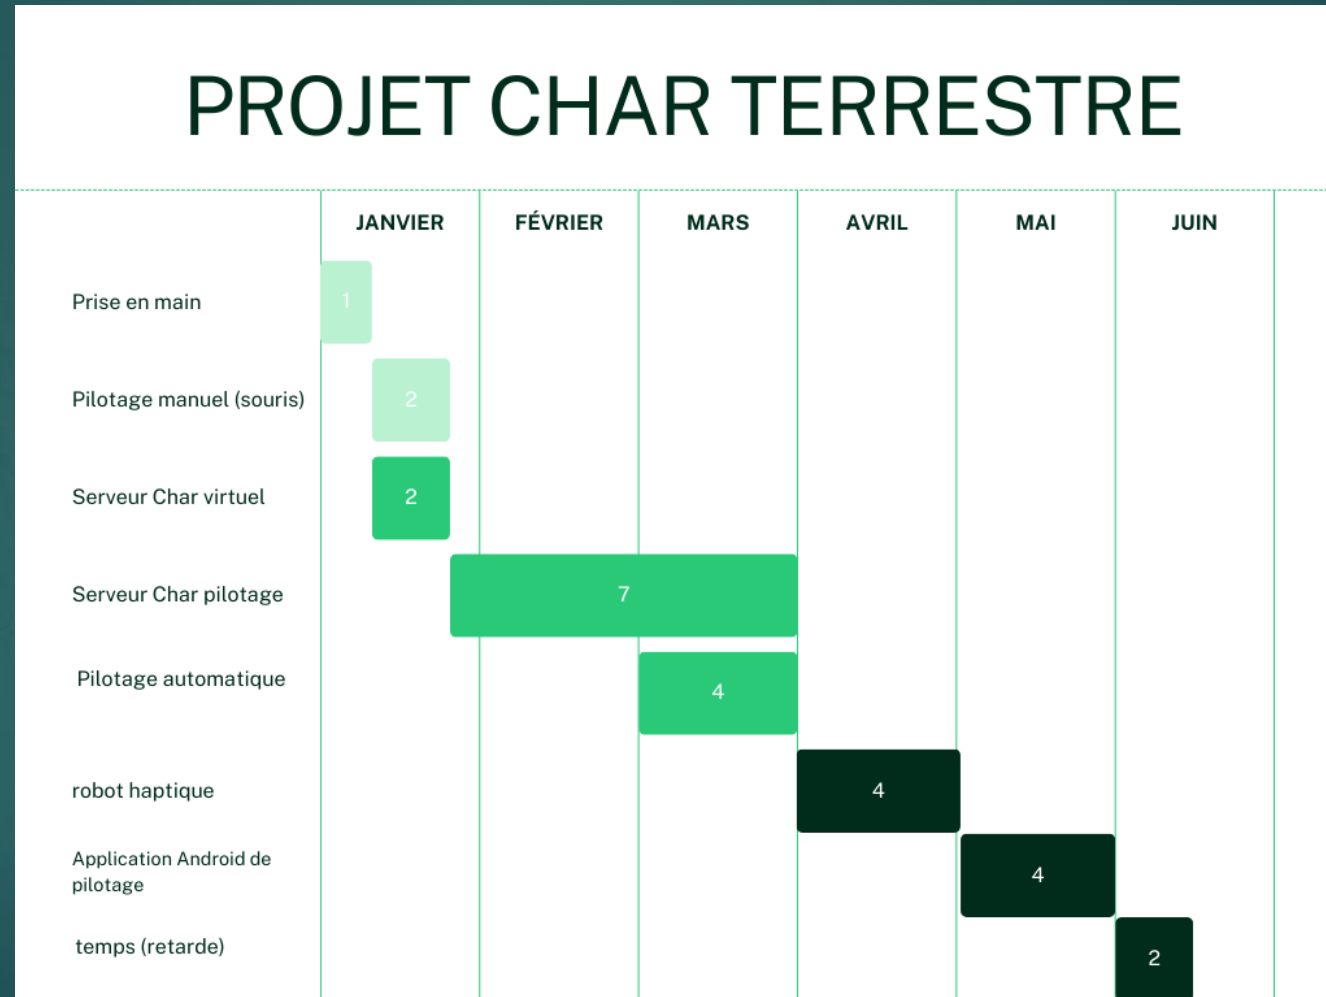 PROJET CHAR TERRESTRE
JANVIER FÉVRIER MARS AVRIL MAI JUIN
Prise en main 1
Pilotage manuel (souris) 2
Serveur Char virtuel 2
Serveur Char pilotage 7
Pilotage automatique 4
robot haptique 4
Application Android de
pilotage 4
temps (retarde) 2